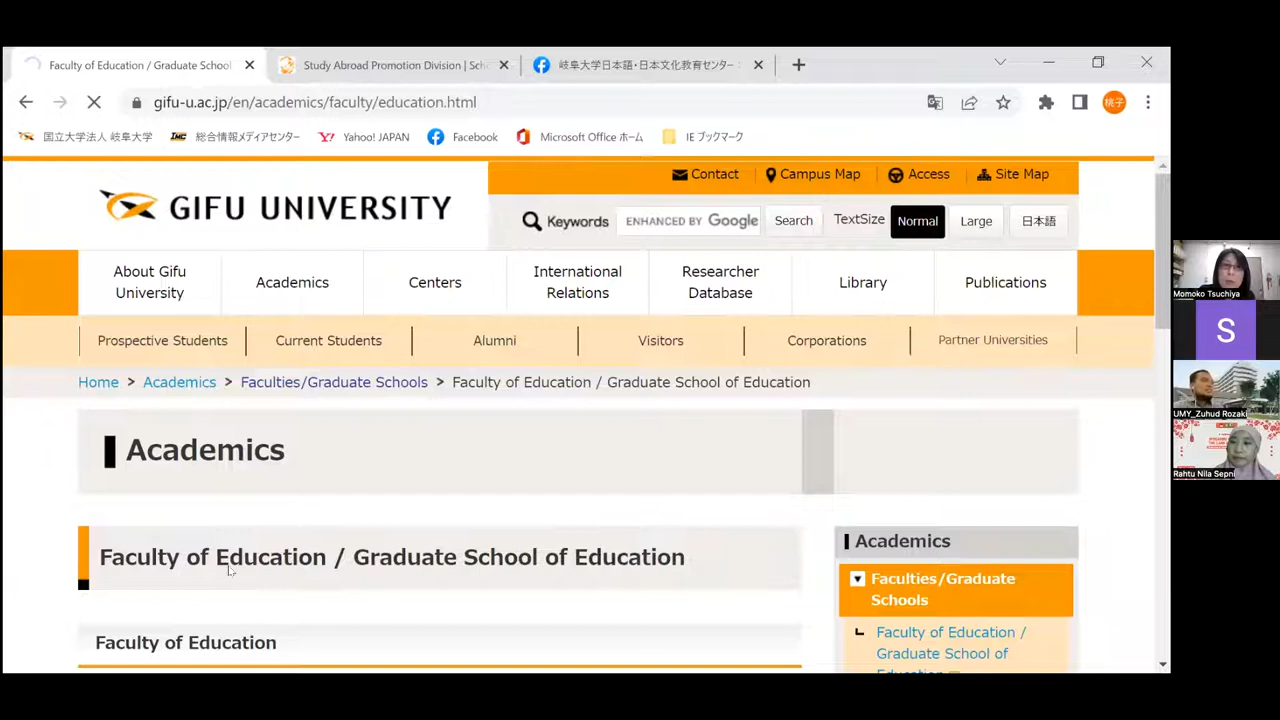 Faculty of Education / Graduate School
Study Abroad Promotion Division | Sch
岐阜大学日本語・日本文化教育センター
gifu-u.ac.jp/en/academics/faculty/education.html
桃子
国立大学法人 岐阜大学
IMC 総合情報メディアセンター
Yahoo! JAPAN
Facebook
Microsoft Office ホーム
IE ブックマーク
Contact
Campus Map
Access
Site Map
GIFU UNIVERSITY
Keywords
ENHANCED BY Google
Search
TextSize
Normal
Large
日本語
About Gifu
University
Academics
Centers
International
Relations
Researcher
Database
Library
Publications
Prospective Students
Current Students
Alumni
Visitors
Corporations
Partner Universities
Home > Academics > Faculties/Graduate Schools > Faculty of Education / Graduate School of Education
Academics
Faculty of Education / Graduate School of Education
Faculty of Education
Academics
Faculties/Graduate
Schools
Faculty of Education /
Graduate School of
Education
Momoko Tsuchiya
S
UMY_Zuhud Rozaki
Rahtu Nila Sepni